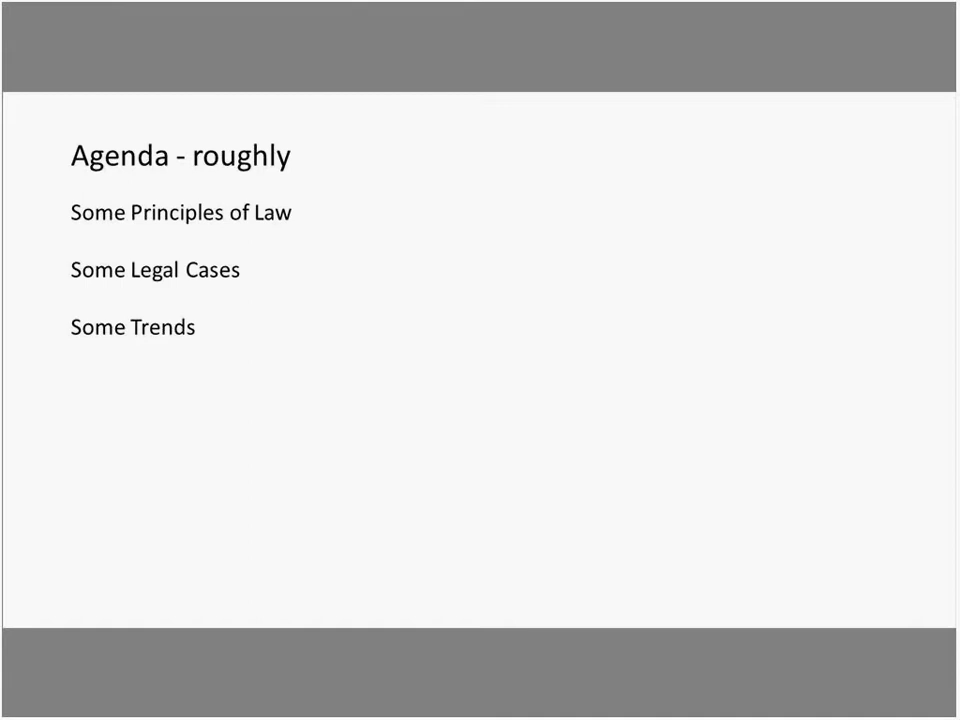 Agenda - roughly
Some Principles of Law
Some Legal Cases
Some Trends